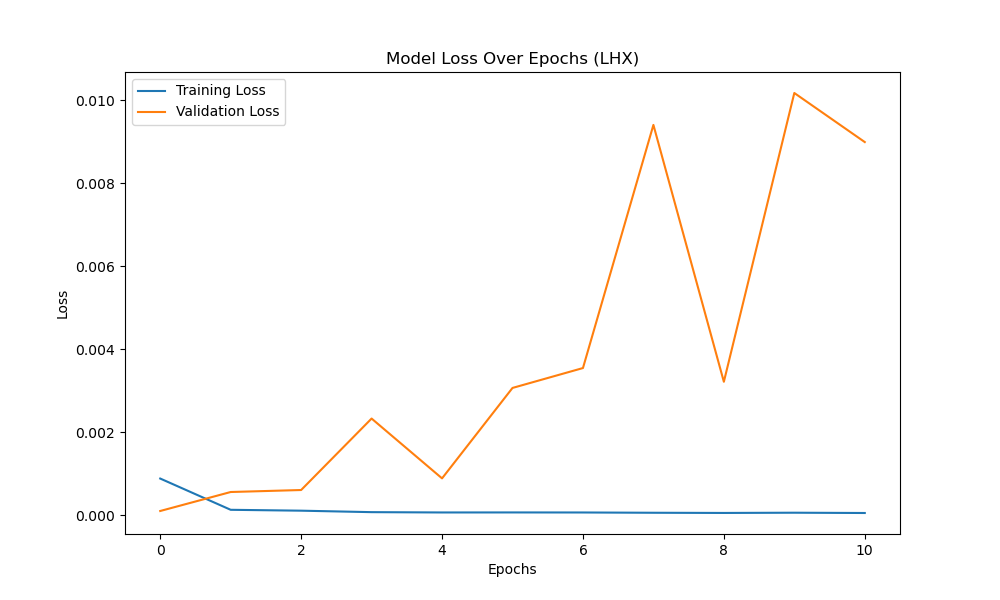 Model Loss Over Epochs (LHX)
Training Loss
Validation Loss
0.010
0.008
0.006
0.004
0.002
0.000
Loss
0 2 4 6 8 10
Epochs